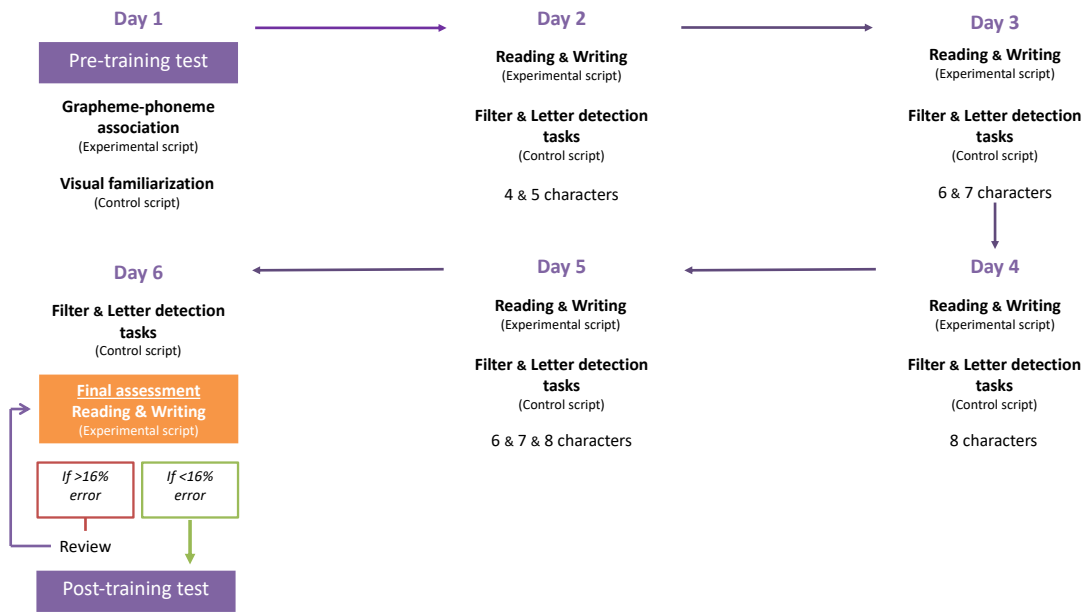 Day 1
Pre-training test
Grapheme-phoneme
association
(Experimental script)
Visual familiarization
(Control script)
Day 2
Reading & Writing
(Experimental script)
Filter & Letter detection
tasks
(Control script)
4 & 5 characters
Day 3
Reading & Writing
(Experimental script)
Filter & Letter detection
tasks
(Control script)
6 & 7 characters
Day 4
Reading & Writing
(Experimental script)
Filter & Letter detection
tasks
(Control script)
8 characters
Day 5
Reading & Writing
(Experimental script)
Filter & Letter detection
tasks
(Control script)
6 & 7 & 8 characters
Day 6
Filter & Letter detection
tasks
(Control script)
Final assessment
Reading & Writing
(Experimental script)
If >16%
error
If <16%
error
Review
Post-training test